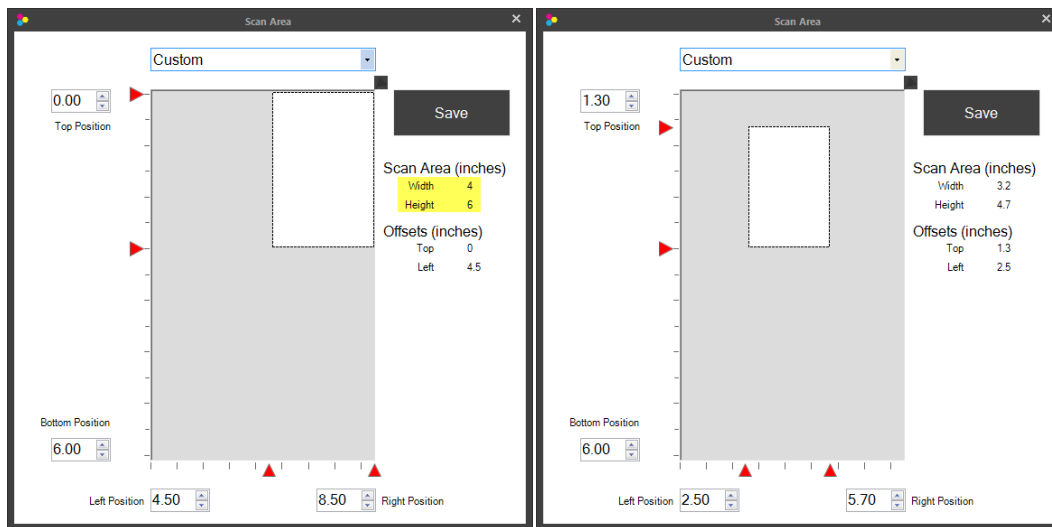 Scan Area
Custom
0.00
Top Position
Save
Scan Area (inches)
Width 4
Height 6
Offsets (inches)
Top 0
Left 4.5
Bottom Position
6.00
Left Position 4.50 8.50 Right Position
Scan Area
Custom
1.30
Top Position
Save
Scan Area (inches)
Width 3.2
Height 4.7
Offsets (inches)
Top 1.3
Left 2.5
Bottom Position
6.00
Left Position 2.50 5.70 Right Position